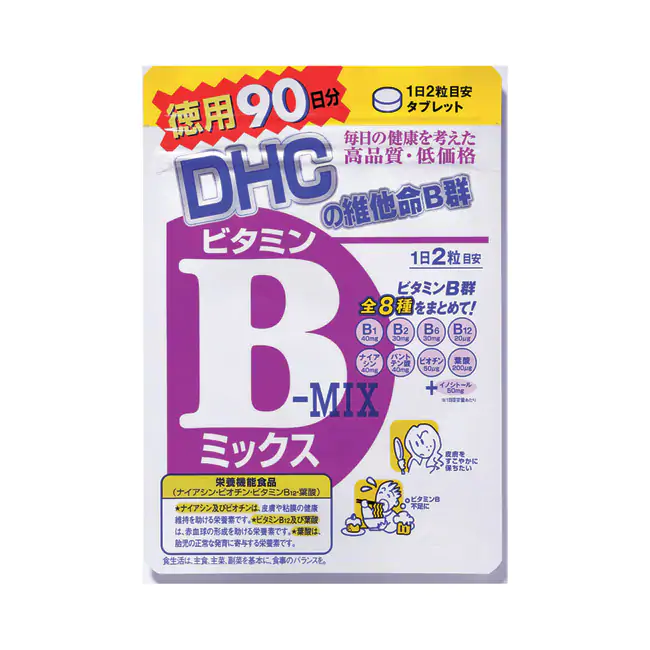 徳用90日分
1日2粒目安
タブレット
毎日の健康を考えた
高品質・低価格
DHC
の維他命B群
ビタミン
B
-MIX
ミックス
1日2粒目安
ビタミンB群
全8種をまとめて!
B1 40mg B2 30mg B6 30mg B12 20μg
ナイアシン 40mg パントテン酸 40mg ビオチン 50μg 葉酸 200μg
+イノシトール 50mg
※1日目安量あたり
皮膚を
すこやかに
保ちたい
ビタミンB
不足に
栄養機能食品
(ナイアシン・ビオチン・ビタミンB12・葉酸)
★ナイアシン及びビオチンは、皮膚や粘膜の健康
維持を助ける栄養素です。★ビタミンB12及び葉酸
は、赤血球の形成を助ける栄養素です。★葉酸は、
胎児の正常な発育に寄与する栄養素です。
食生活は、主食、主菜、副菜を基本に、食事のバランスを。